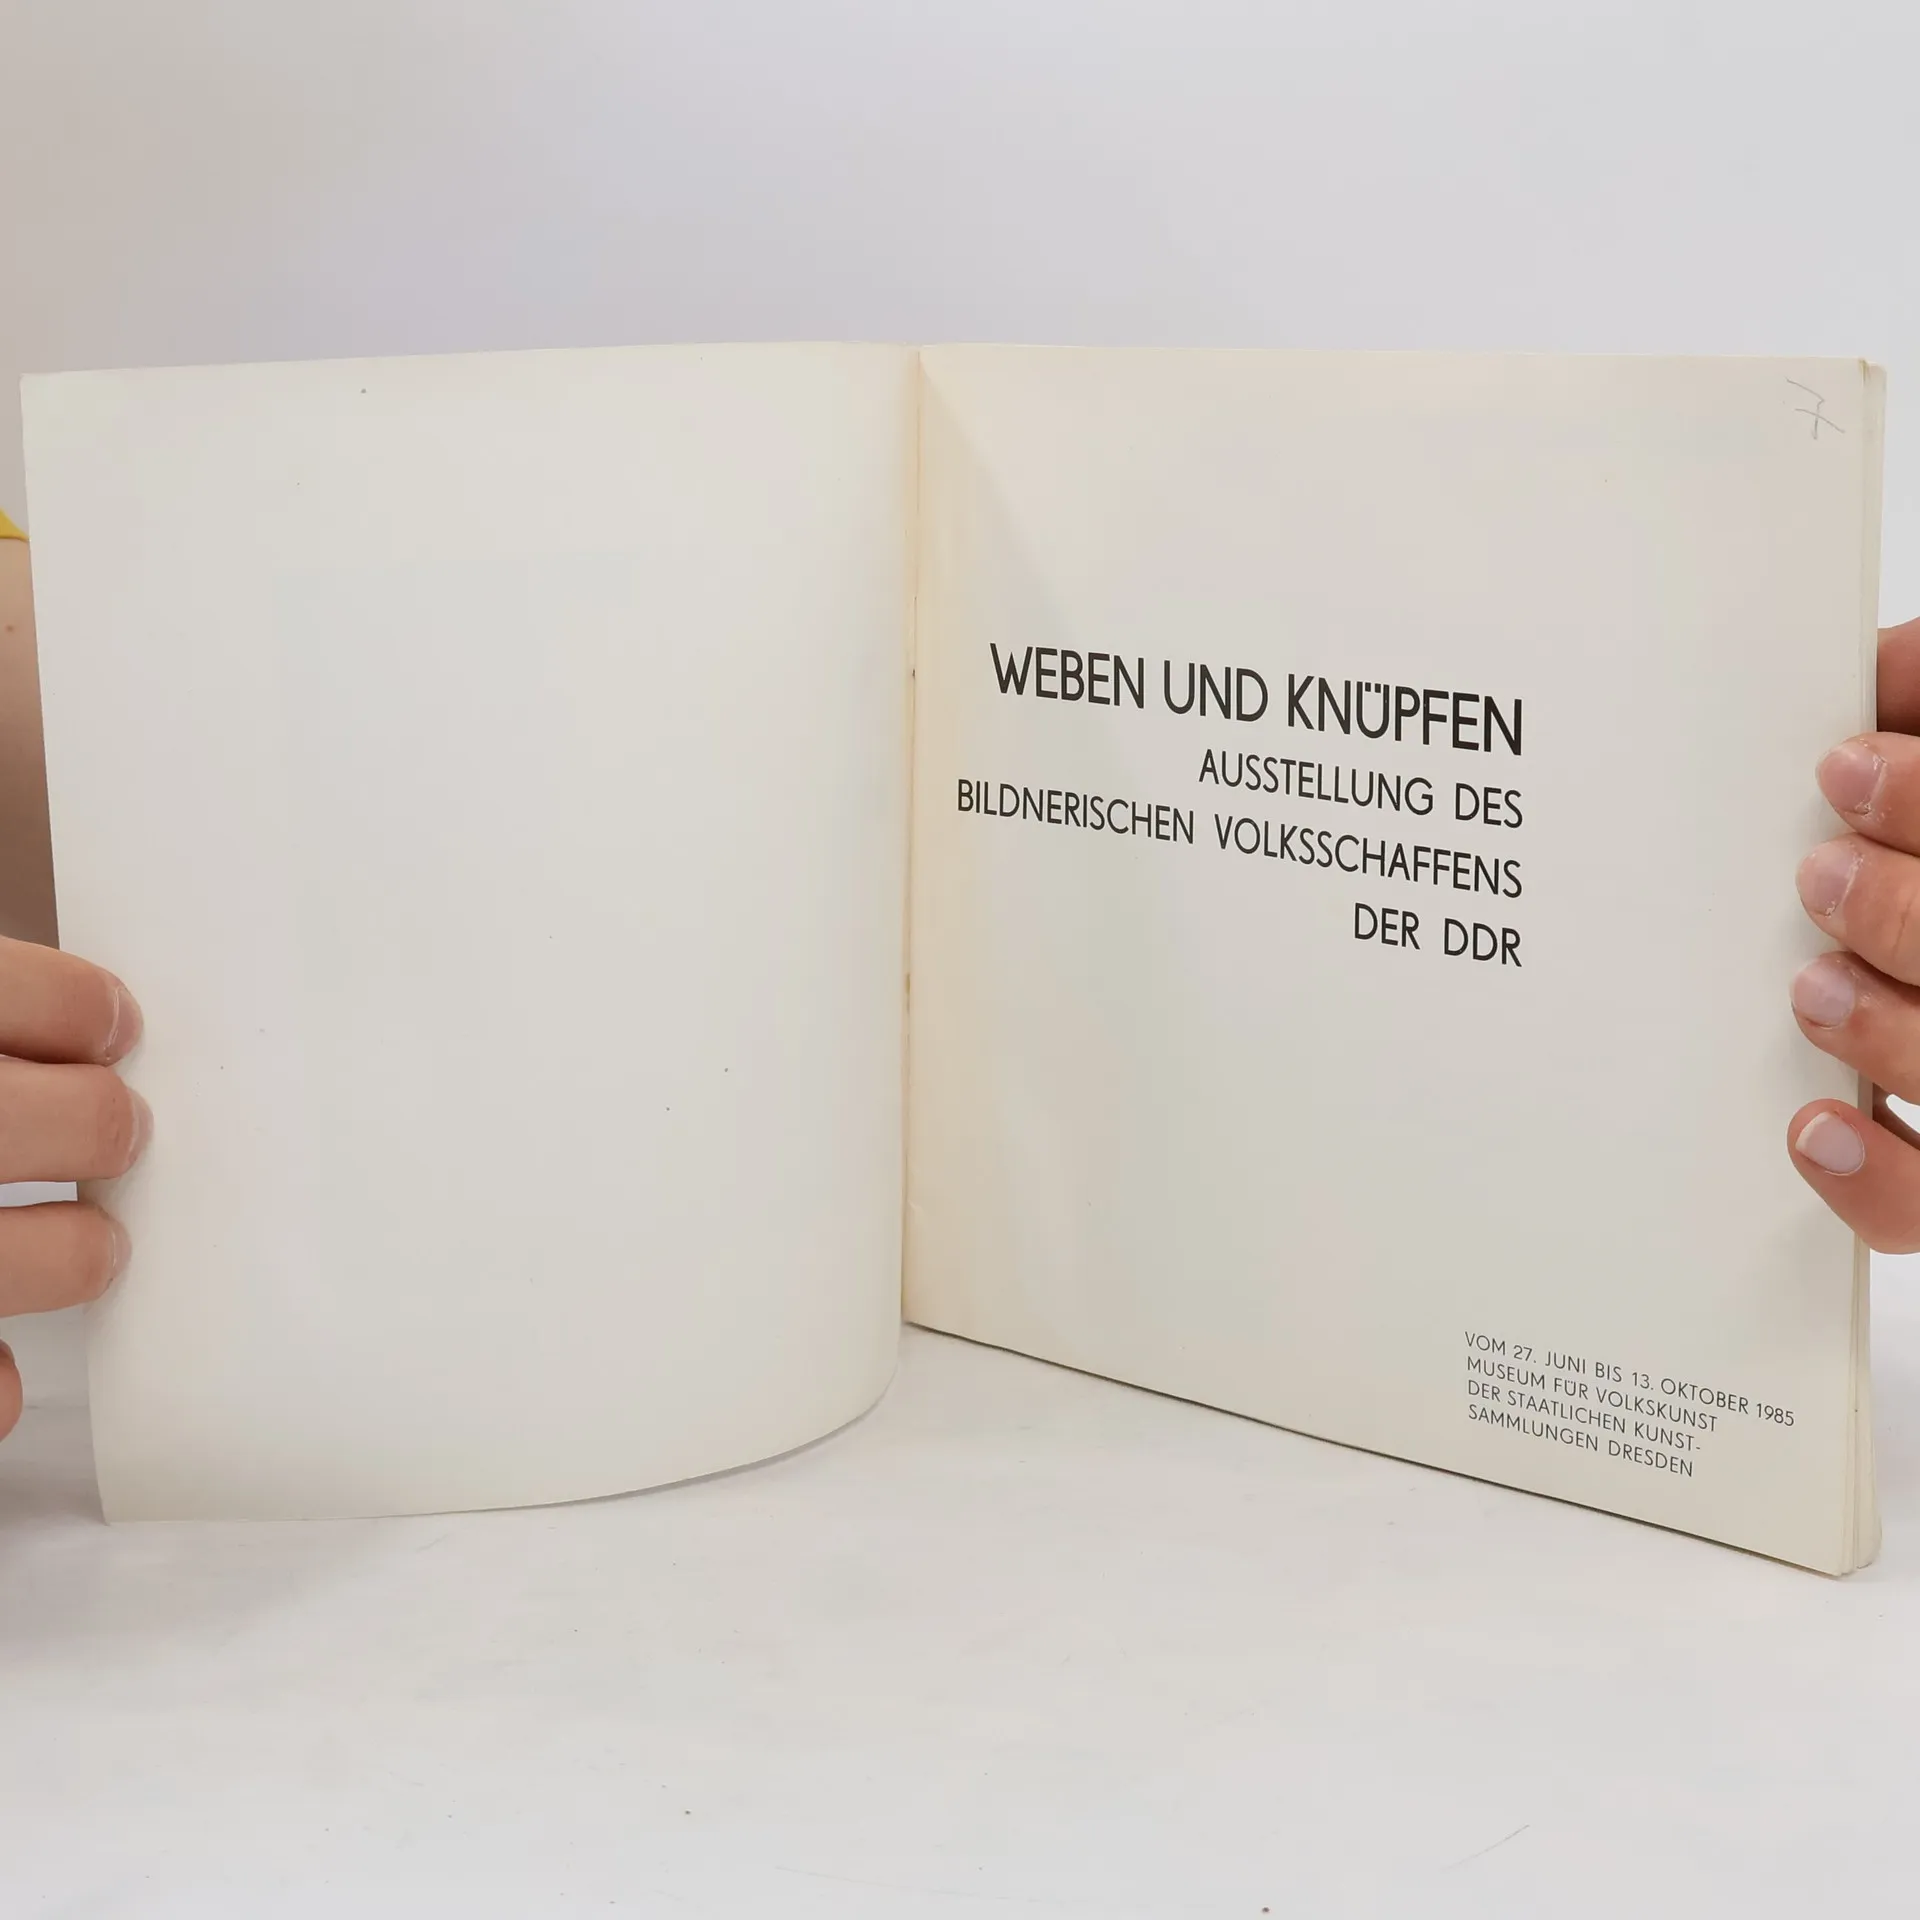 7
WEBEN UND KNÜPFEN
AUSSTELLUNG DES
BILDNERISCHEN VOLKSSCHAFFENS
DER DDR
VOM 27. JUNI BIS 13. OKTOBER 1985
MUSEUM FÜR VOLKSKUNST
DER STAATLICHEN KUNST-
SAMMLUNGEN DRESDEN